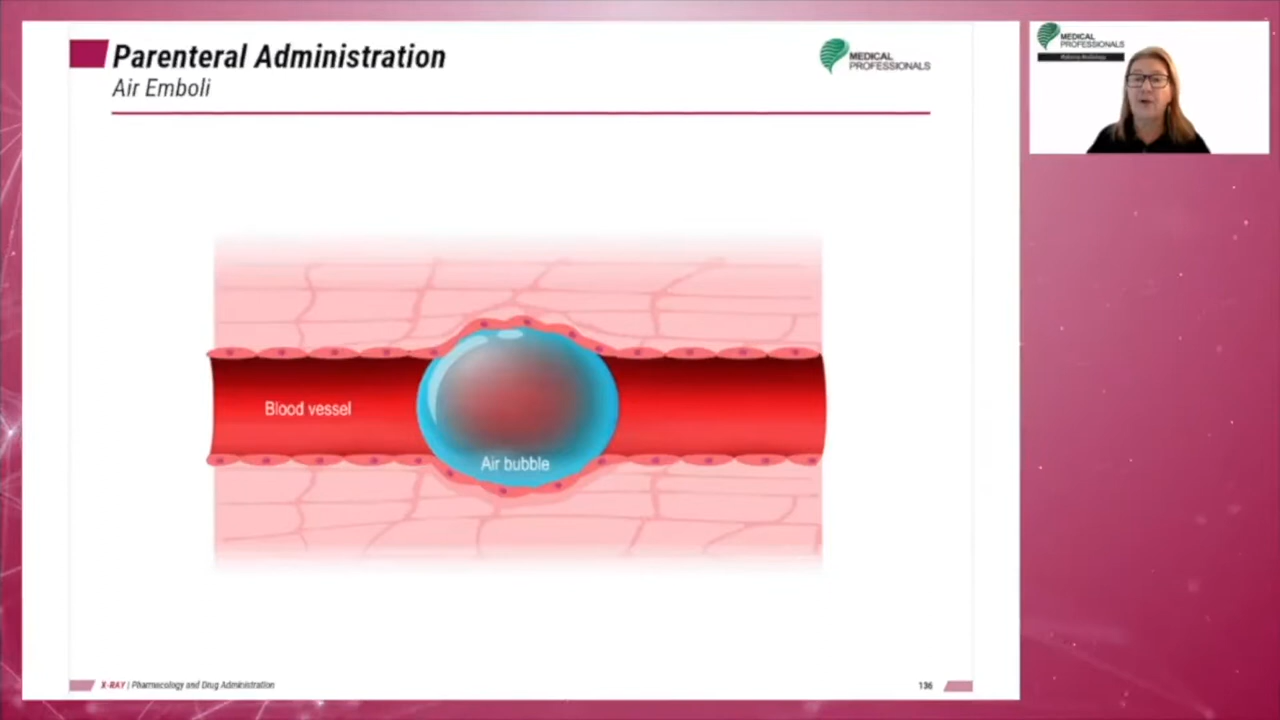 Parenteral Administration
Air Emboli
MEDICAL
PROFESSIONALS
Blood vessel
Air bubble
X-RAY | Pharmacology and Drug Administration
136
MEDICAL
PROFESSIONALS